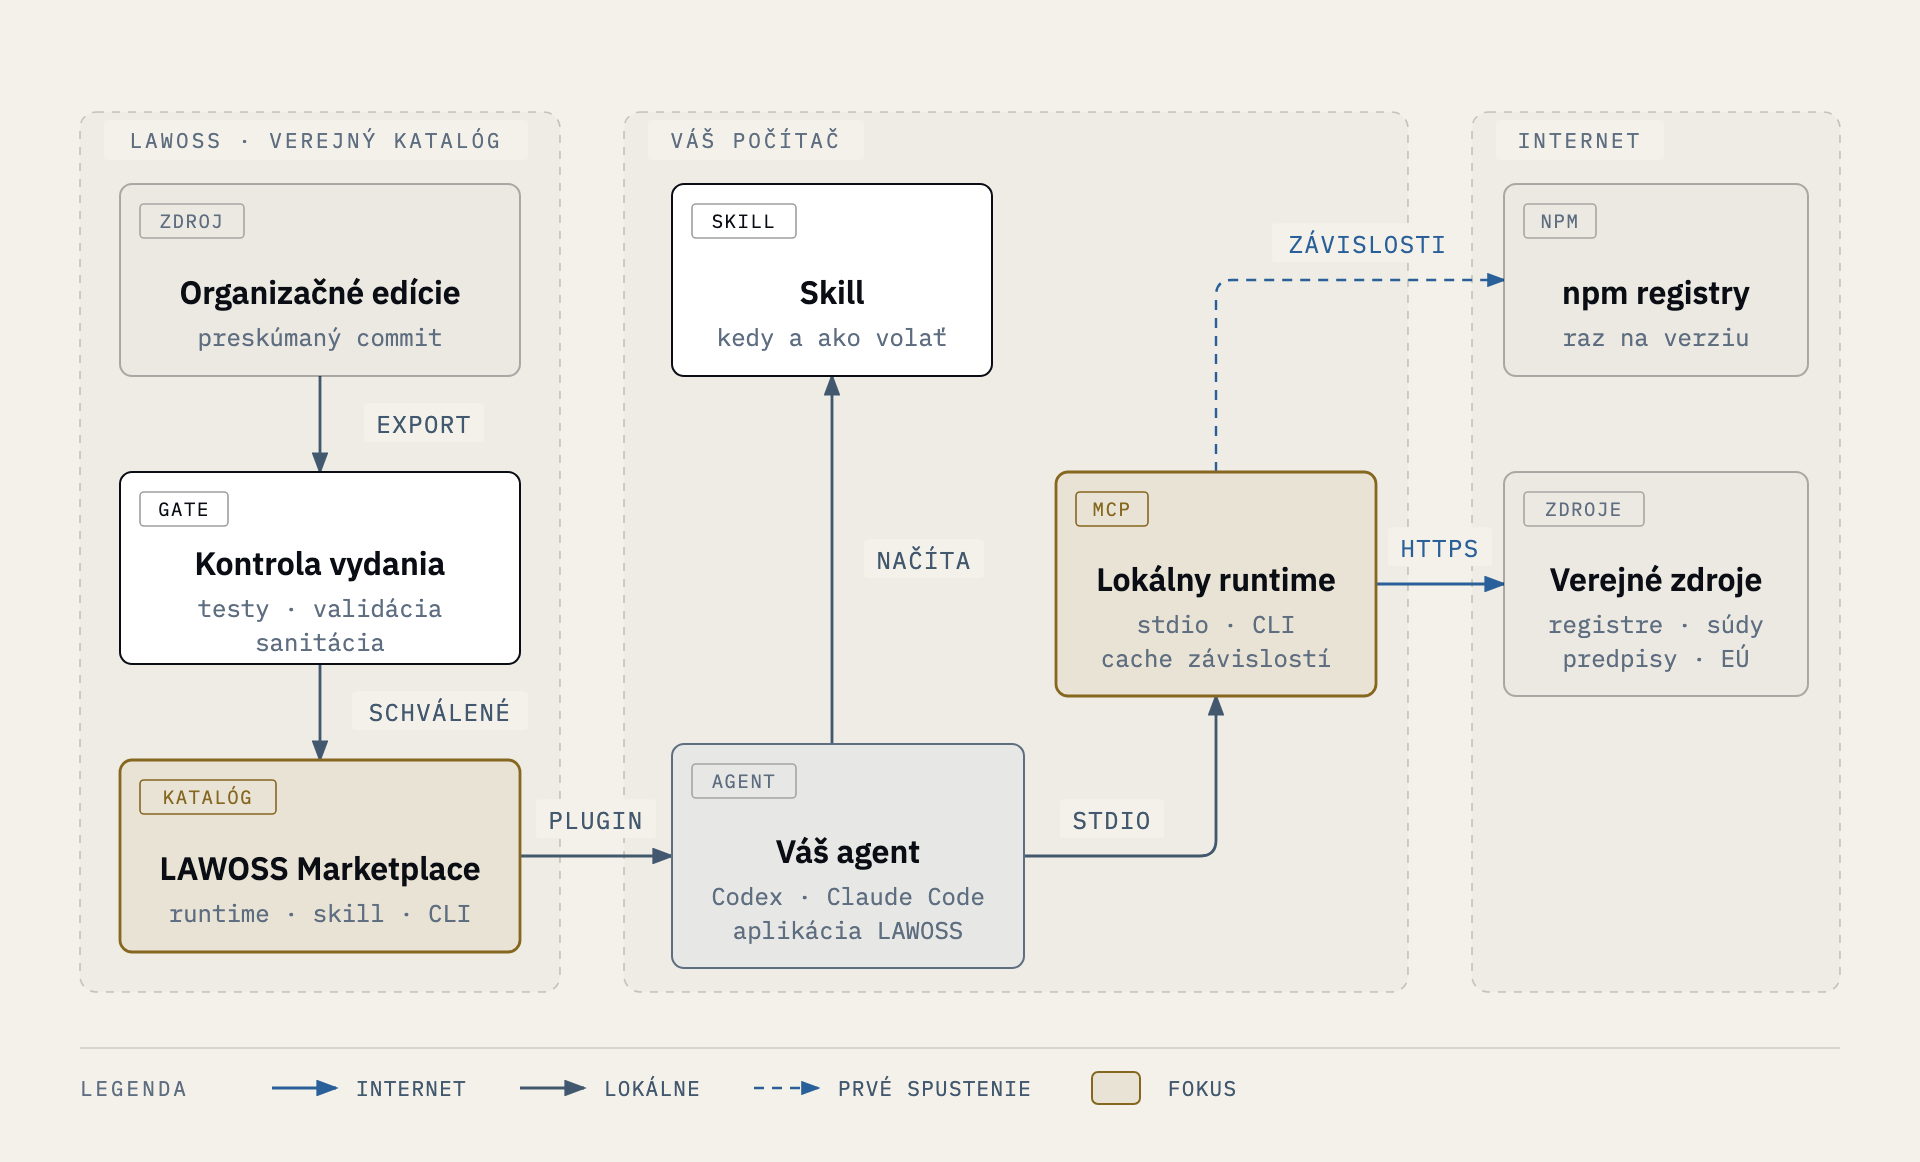 LAWOSS · VEREJNÝ KATALÓG
ZDROJ
Organizačné edície
preskúmaný commit
EXPORT
GATE
Kontrola vydania
testy · validácia
sanitácia
SCHVÁLENÉ
KATALÓG
LAWOSS Marketplace
runtime · skill · CLI
PLUGIN
VÁŠ POČÍTAČ
SKILL
Skill
kedy a ako volať
NAČÍTA
AGENT
Váš agent
Codex · Claude Code
aplikácia LAWOSS
STDIO
MCP
Lokálny runtime
stdio · CLI
cache závislostí
ZÁVISLOSTI
HTTPS
INTERNET
NPM
npm registry
raz na verziu
ZDROJE
Verejné zdroje
registre · súdy
predpisy · EÚ
LEGENDA
INTERNET
LOKÁLNE
PRVÉ SPUSTENIE
FOKUS